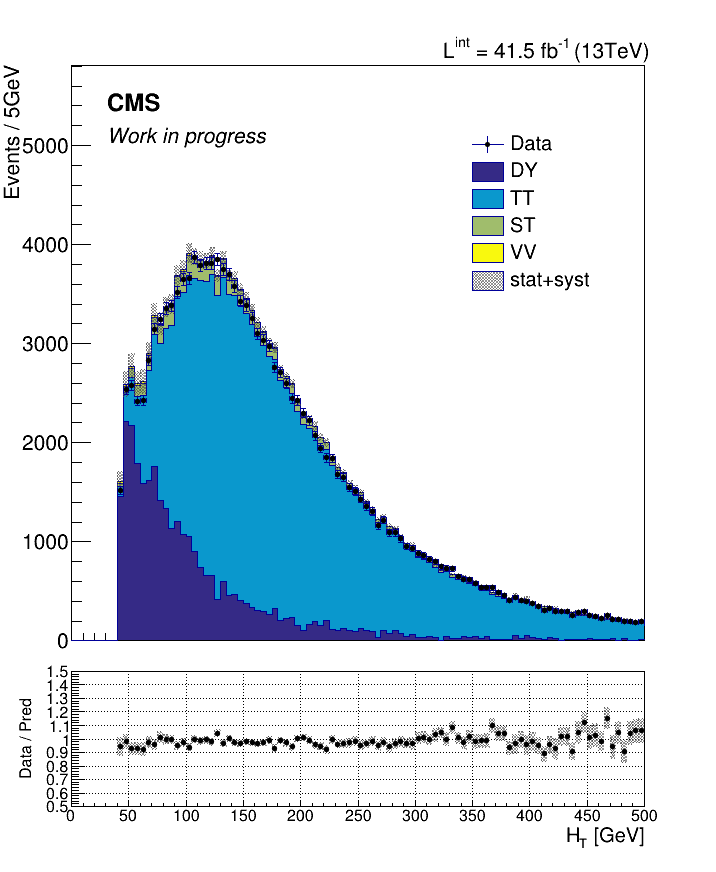 L^int = 41.5 fb^-1 (13TeV)
Events / 5GeV
CMS
Work in progress
Data
DY
TT
ST
VV
stat+syst
5000
4000
3000
2000
1000
0
Data / Pred
1.5
1.4
1.3
1.2
1.1
1
0.9
0.8
0.7
0.6
0.5
0 50 100 150 200 250 300 350 400 450 500
H_T [GeV]